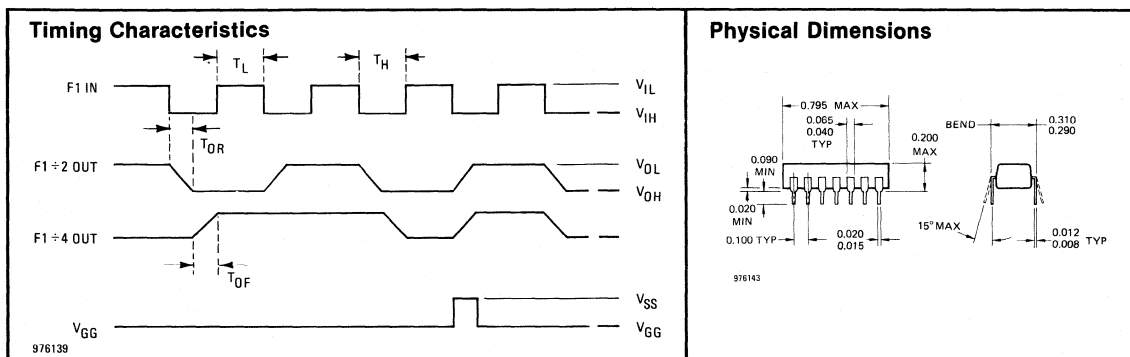 Timing Characteristics
T_L
T_H
F1 IN
V_IL
V_IH
T_OR
F1÷2 OUT
V_OL
V_OH
F1÷4 OUT
T_OF
V_SS
V_GG
V_GG
976139
Physical Dimensions
0.795 MAX
0.065
0.040
TYP
0.200
MAX
BEND
0.310
0.290
0.090
MIN
0.020
MIN
15° MAX
0.100 TYP
0.020
0.015
0.012
0.008 TYP
976143